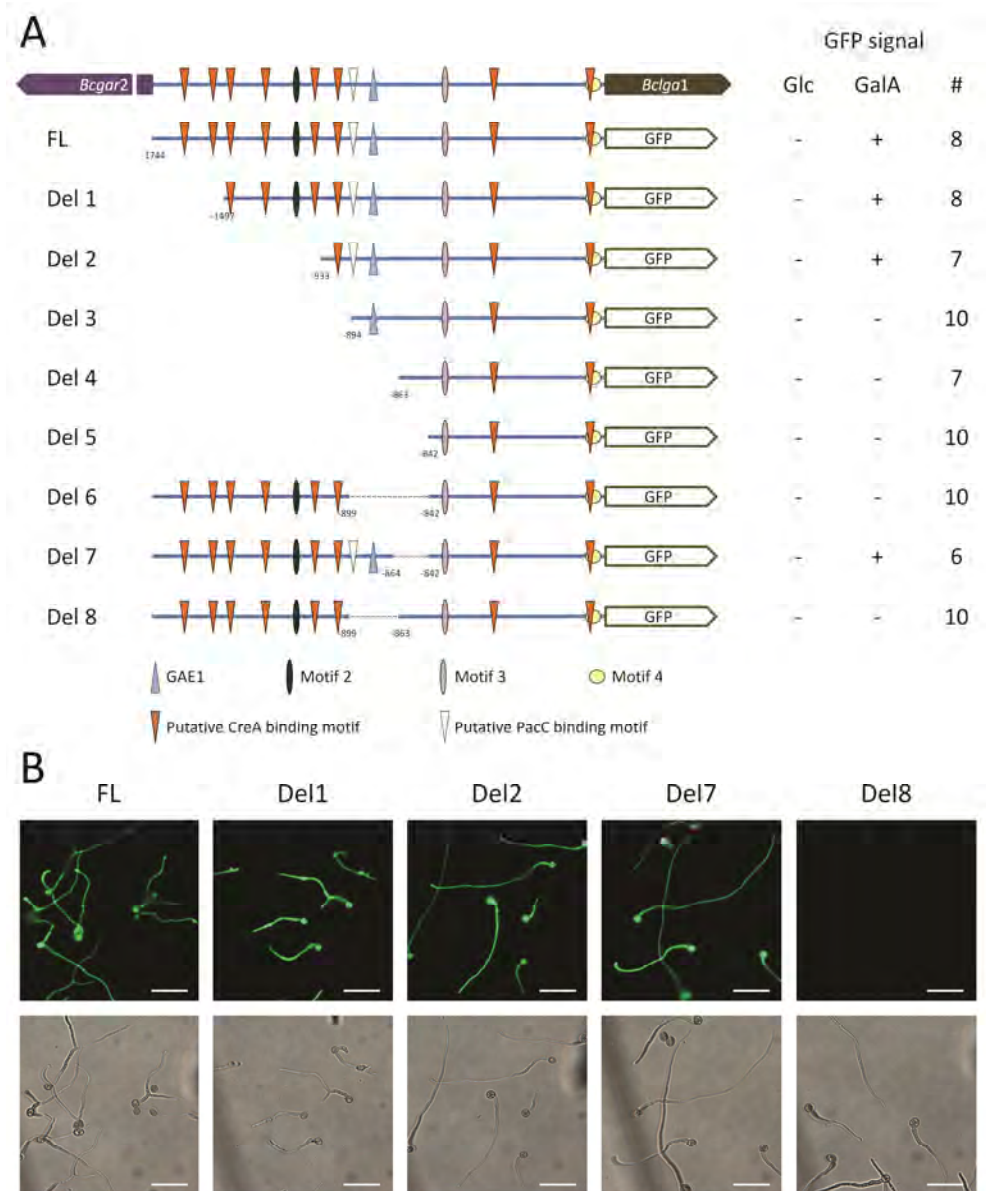 A
GFP signal
Bcgar2 Bclga1 Glc GalA #
FL GFP - + 8
1744
Del 1 GFP - + 8
-1497
Del 2 GFP - + 7
-933
Del 3 GFP - - 10
-894
Del 4 GFP - - 7
-863
Del 5 GFP - - 10
-842
Del 6 GFP - - 10
-899 -842
Del 7 GFP - + 6
-864 -842
Del 8 GFP - - 10
-899 -863
GAE1 Motif 2 Motif 3 Motif 4
Putative CreA binding motif Putative PacC binding motif
B
FL Del1 Del2 Del7 Del8